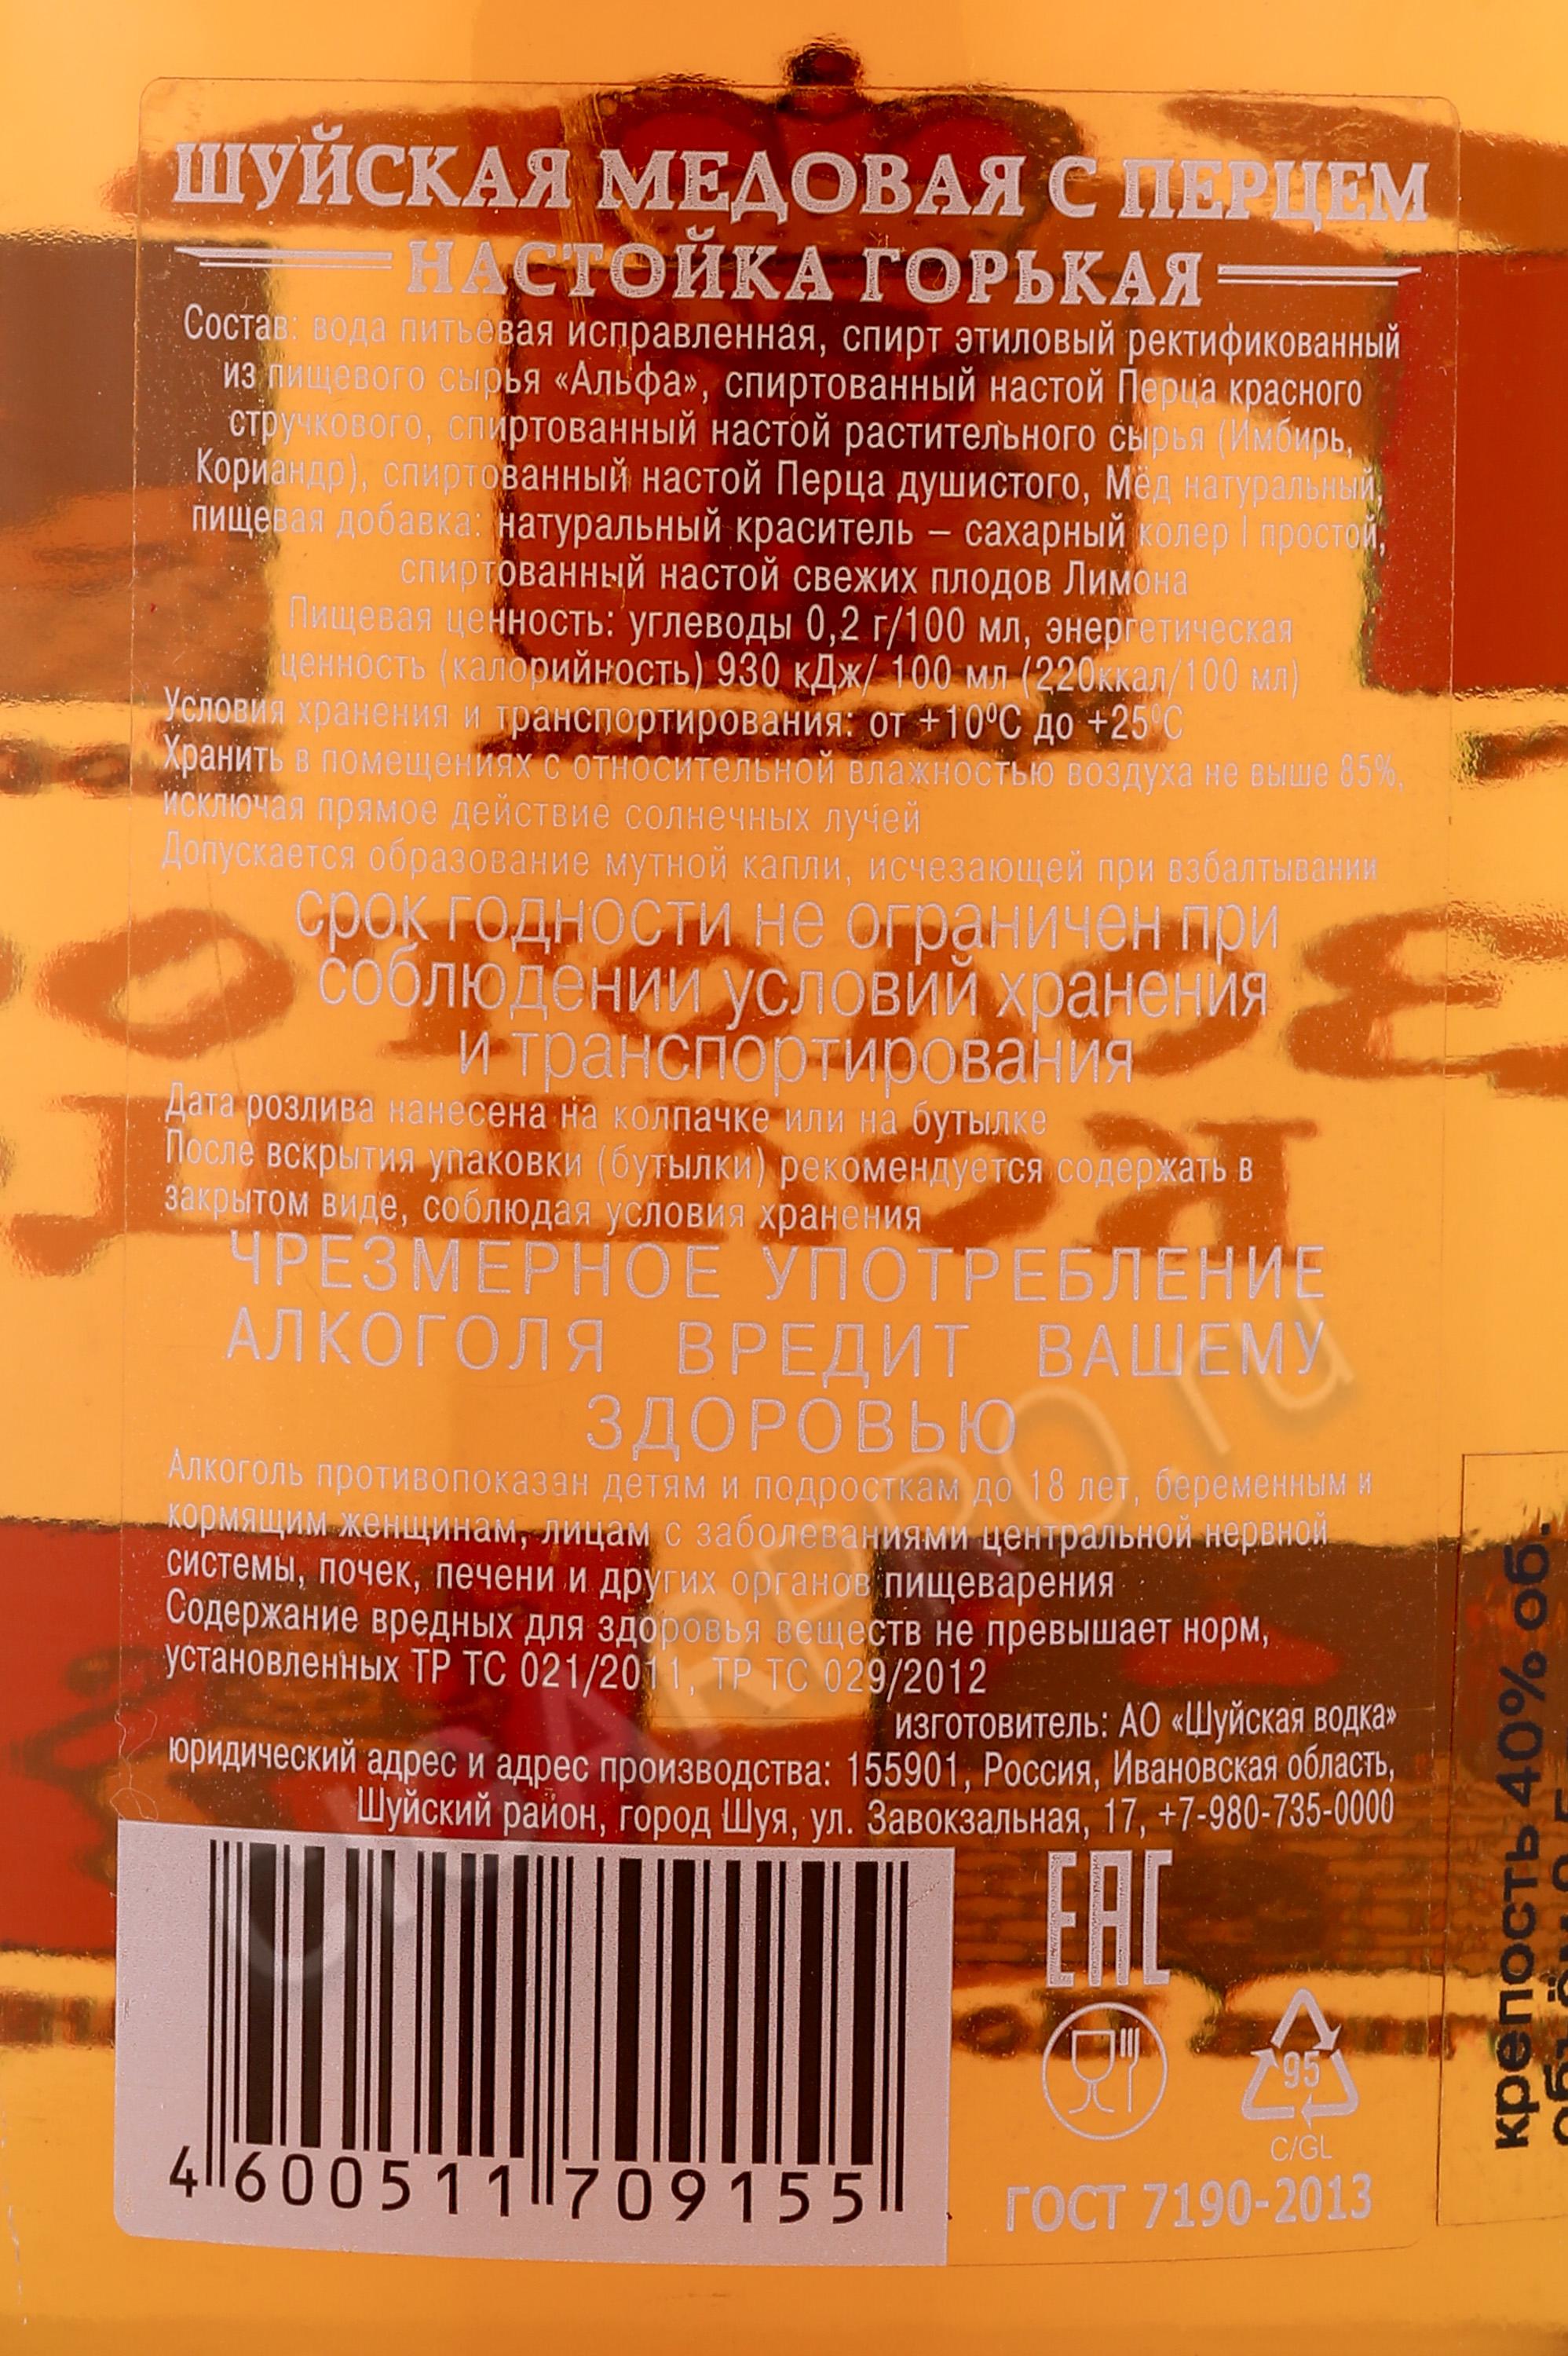 ШУЙСКАЯ МЕДОВАЯ С ПЕРЦЕМ
НАСТОЙКА ГОРЬКАЯ
Состав: вода питьевая исправленная, спирт этиловый ректификованный
из пищевого сырья «Альфа», спиртованный настой Перца красного
стручкового, спиртованный настой растительного сырья (Имбирь,
Кориандр), спиртованный настой Перца душистого, Мёд натуральный,
пищевая добавка: натуральный краситель – сахарный колер I простой,
спиртованный настой свежих плодов Лимона
Пищевая ценность: углеводы 0,2 г/100 мл, энергетическая
ценность (калорийность) 930 кДж/ 100 мл (220ккал/100 мл)
Условия хранения и транспортирования: от +10⁰С до +25⁰С
Хранить в помещениях с относительной влажностью воздуха не выше 85%,
исключая прямое действие солнечных лучей
Допускается образование мутной капли, исчезающей при взбалтывании
срок годности не ограничен при
соблюдении условий хранения
и транспортирования
Дата розлива нанесена на колпачке или на бутылке
После вскрытия упаковки (бутылки) рекомендуется содержать в
закрытом виде, соблюдая условия хранения
ЧРЕЗМЕРНОЕ УПОТРЕБЛЕНИЕ
АЛКОГОЛЯ ВРЕДИТ ВАШЕМУ
ЗДОРОВЬЮ
Алкоголь противопоказан детям и подросткам до 18 лет, беременным и
кормящим женщинам, лицам с заболеваниями центральной нервной
системы, почек, печени и других органов пищеварения
Содержание вредных для здоровья веществ не превышает норм,
установленных ТР ТС 021/2011, ТР ТС 029/2012
изготовитель: АО «Шуйская водка»
юридический адрес и адрес производства: 155901, Россия, Ивановская область,
Шуйский район, город Шуя, ул. Завокзальная, 17, +7-980-735-0000
4 600511 709155
ЕАС
95
C/GL
ГОСТ 7190-2013
крепость 40% об.